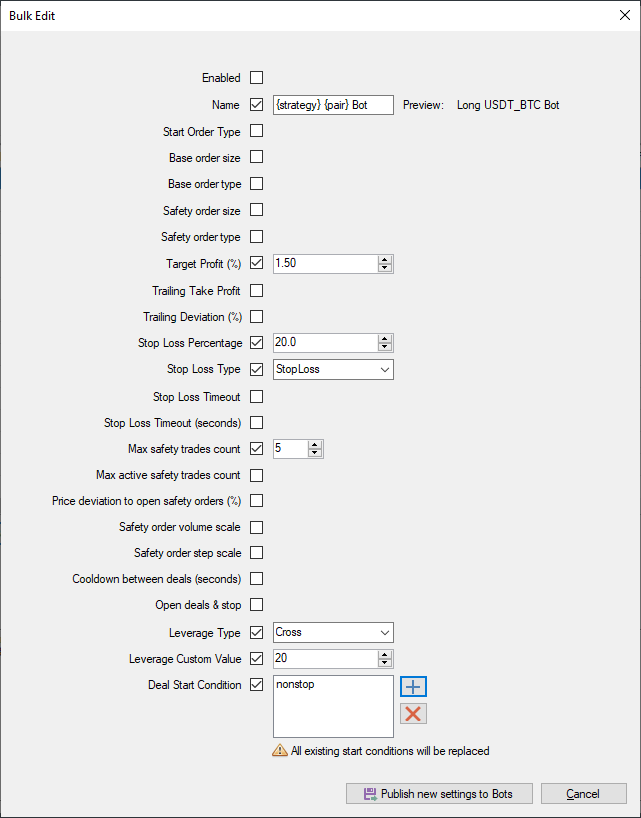 Bulk Edit
Enabled
Name {strategy} {pair} Bot Preview: Long USDT_BTC Bot
Start Order Type
Base order size
Base order type
Safety order size
Safety order type
Target Profit (%) 1.50
Trailing Take Profit
Trailing Deviation (%)
Stop Loss Percentage 20.0
Stop Loss Type StopLoss
Stop Loss Timeout
Stop Loss Timeout (seconds)
Max safety trades count 5
Max active safety trades count
Price deviation to open safety orders (%)
Safety order volume scale
Safety order step scale
Cooldown between deals (seconds)
Open deals & stop
Leverage Type Cross
Leverage Custom Value 20
Deal Start Condition nonstop
All existing start conditions will be replaced
Publish new settings to Bots Cancel